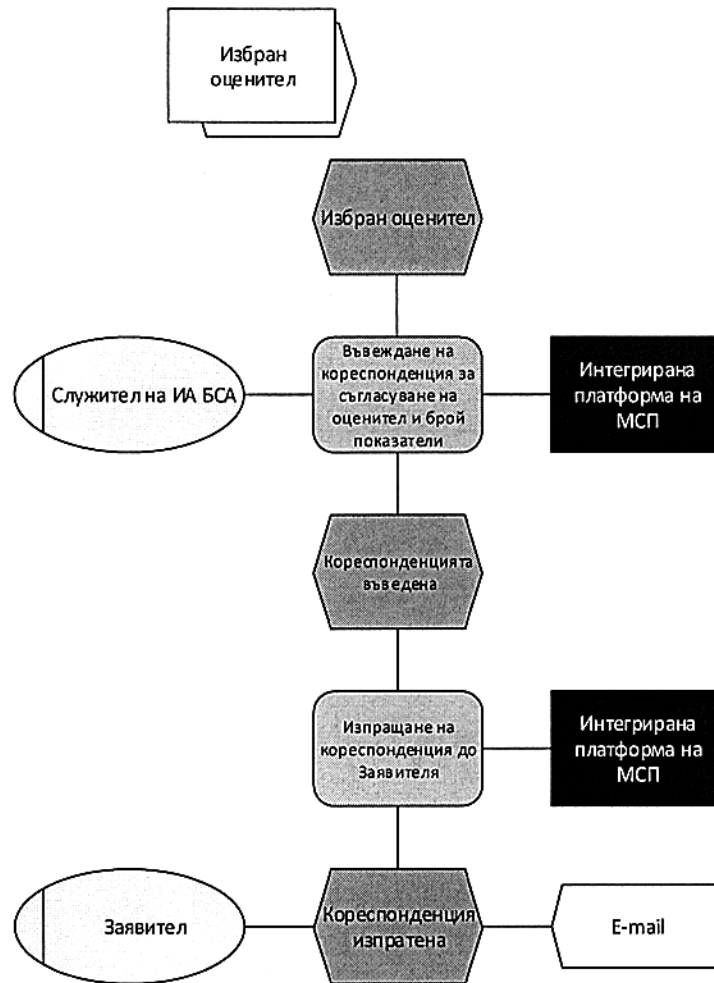 Избран
оценител
Избран оценител
Служител на ИА БСА
Въвеждане на
кореспонденция за
съгласуване на
оценител и брой
показатели
Интегрирана
платформа на
МСП
Кореспонденцията
въведена
Изпращане на
кореспонденция до
Заявителя
Интегрирана
платформа на
МСП
Заявител
Кореспонденция
изпратена
E-mail